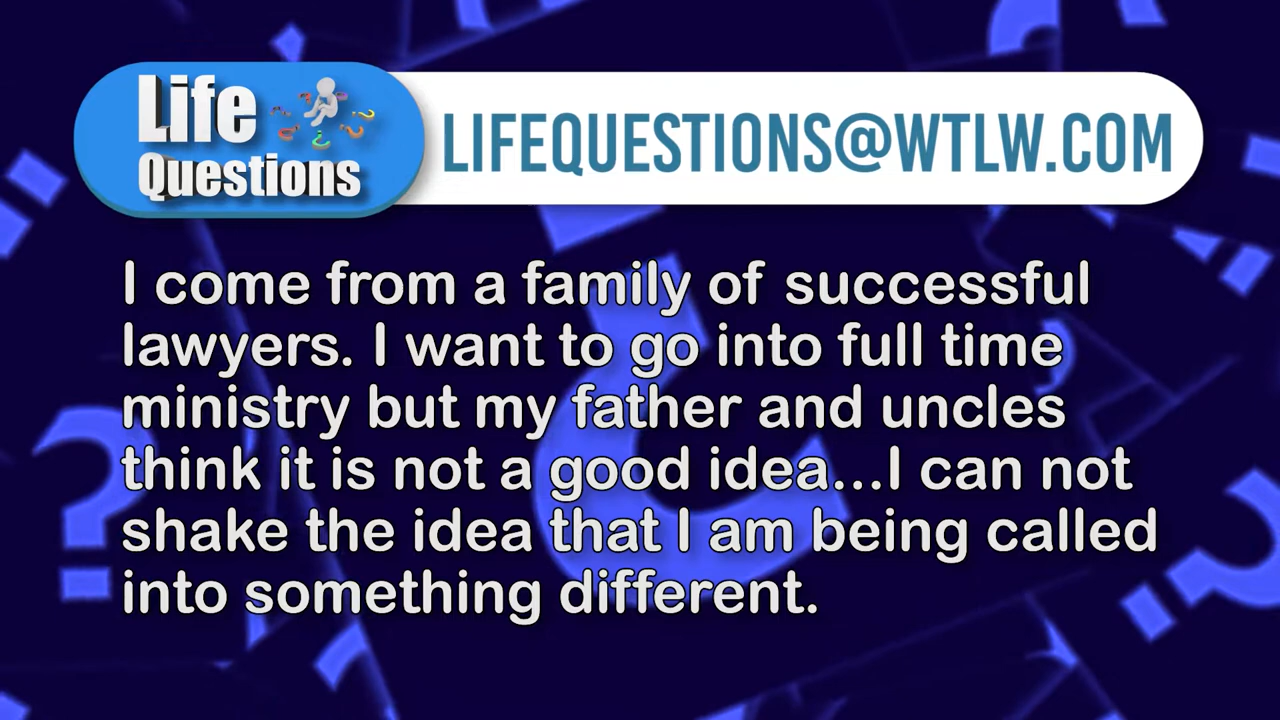 Life
Questions
LIFEQUESTIONS@WTLW.COM
I come from a family of successful
lawyers. I want to go into full time
ministry but my father and uncles
think it is not a good idea...I can not
shake the idea that I am being called
into something different.